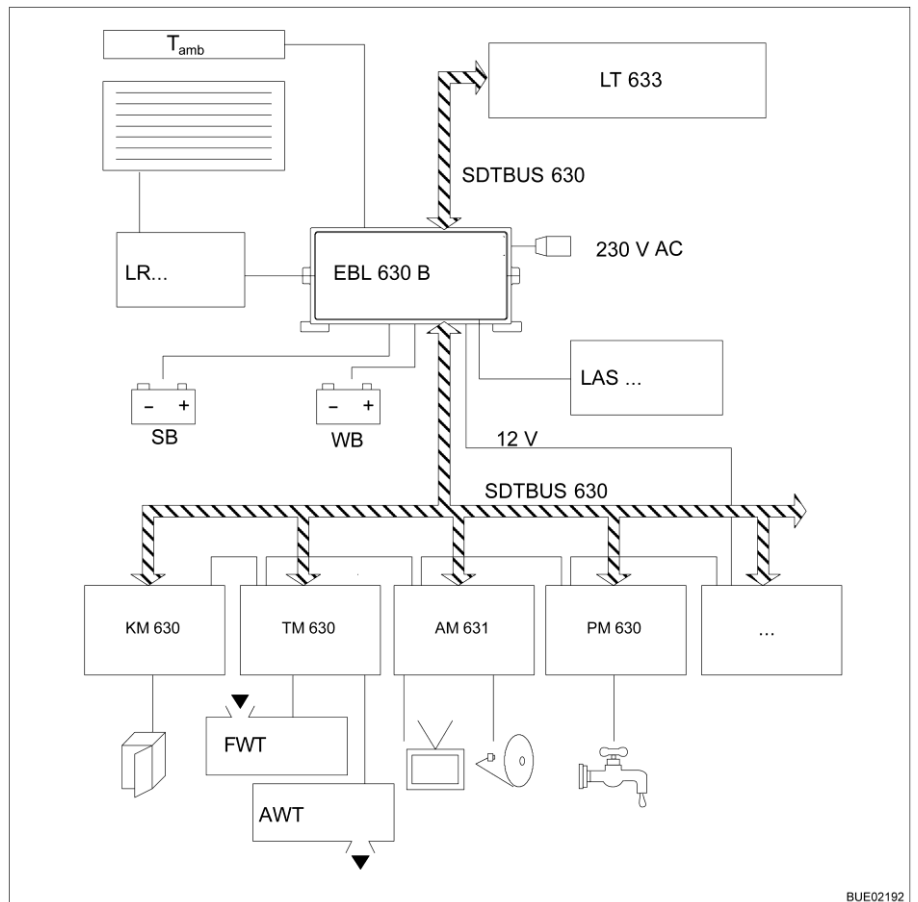 T_amb
LT 633
SDTBUS 630
230 V AC
LR...
EBL 630 B
LAS ...
- +
SB
- +
WB
12 V
SDTBUS 630
KM 630
TM 630
AM 631
PM 630
...
FWT
AWT
BUE02192